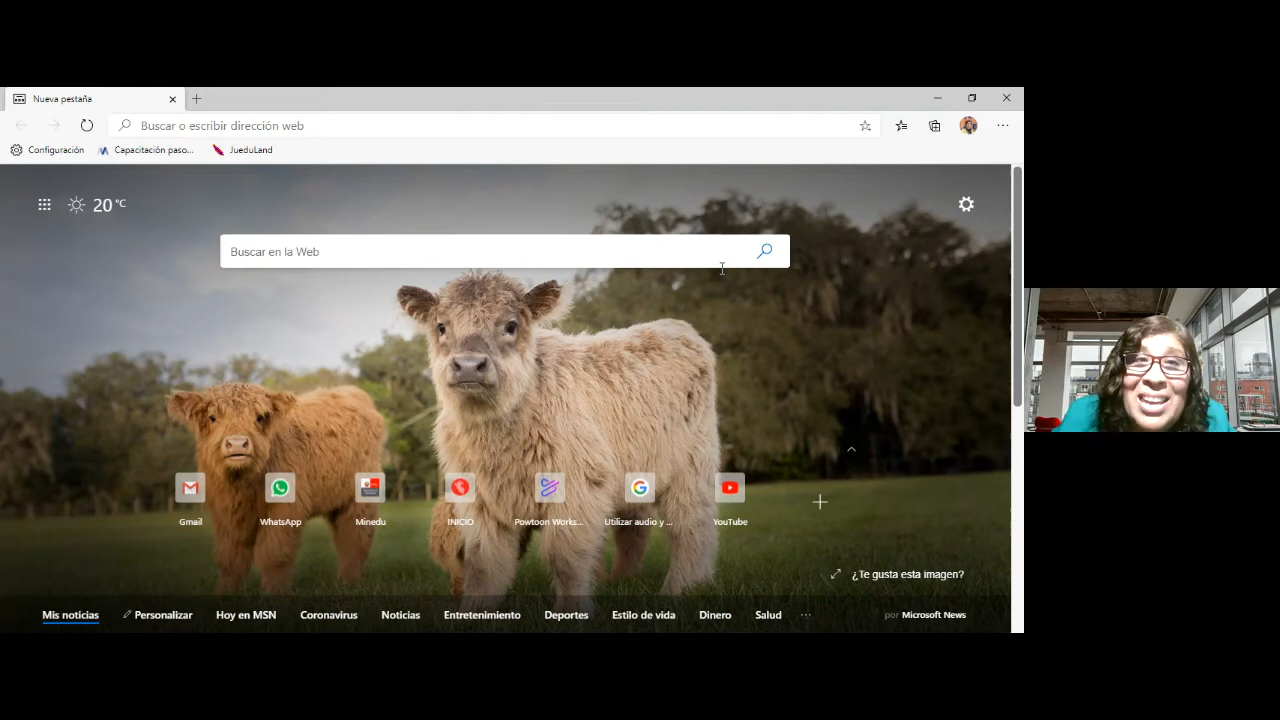 Nueva pestaña
Buscar o escribir dirección web
Configuración
Capacitación paso...
JueduLand
20 °C
Buscar en la Web
Gmail
WhatsApp
Minedu
INICIO
Powtoon Works...
Utilizar audio y ...
YouTube
¿Te gusta esta imagen?
Mis noticias
Personalizar
Hoy en MSN
Coronavirus
Noticias
Entretenimiento
Deportes
Estilo de vida
Dinero
Salud
por Microsoft News